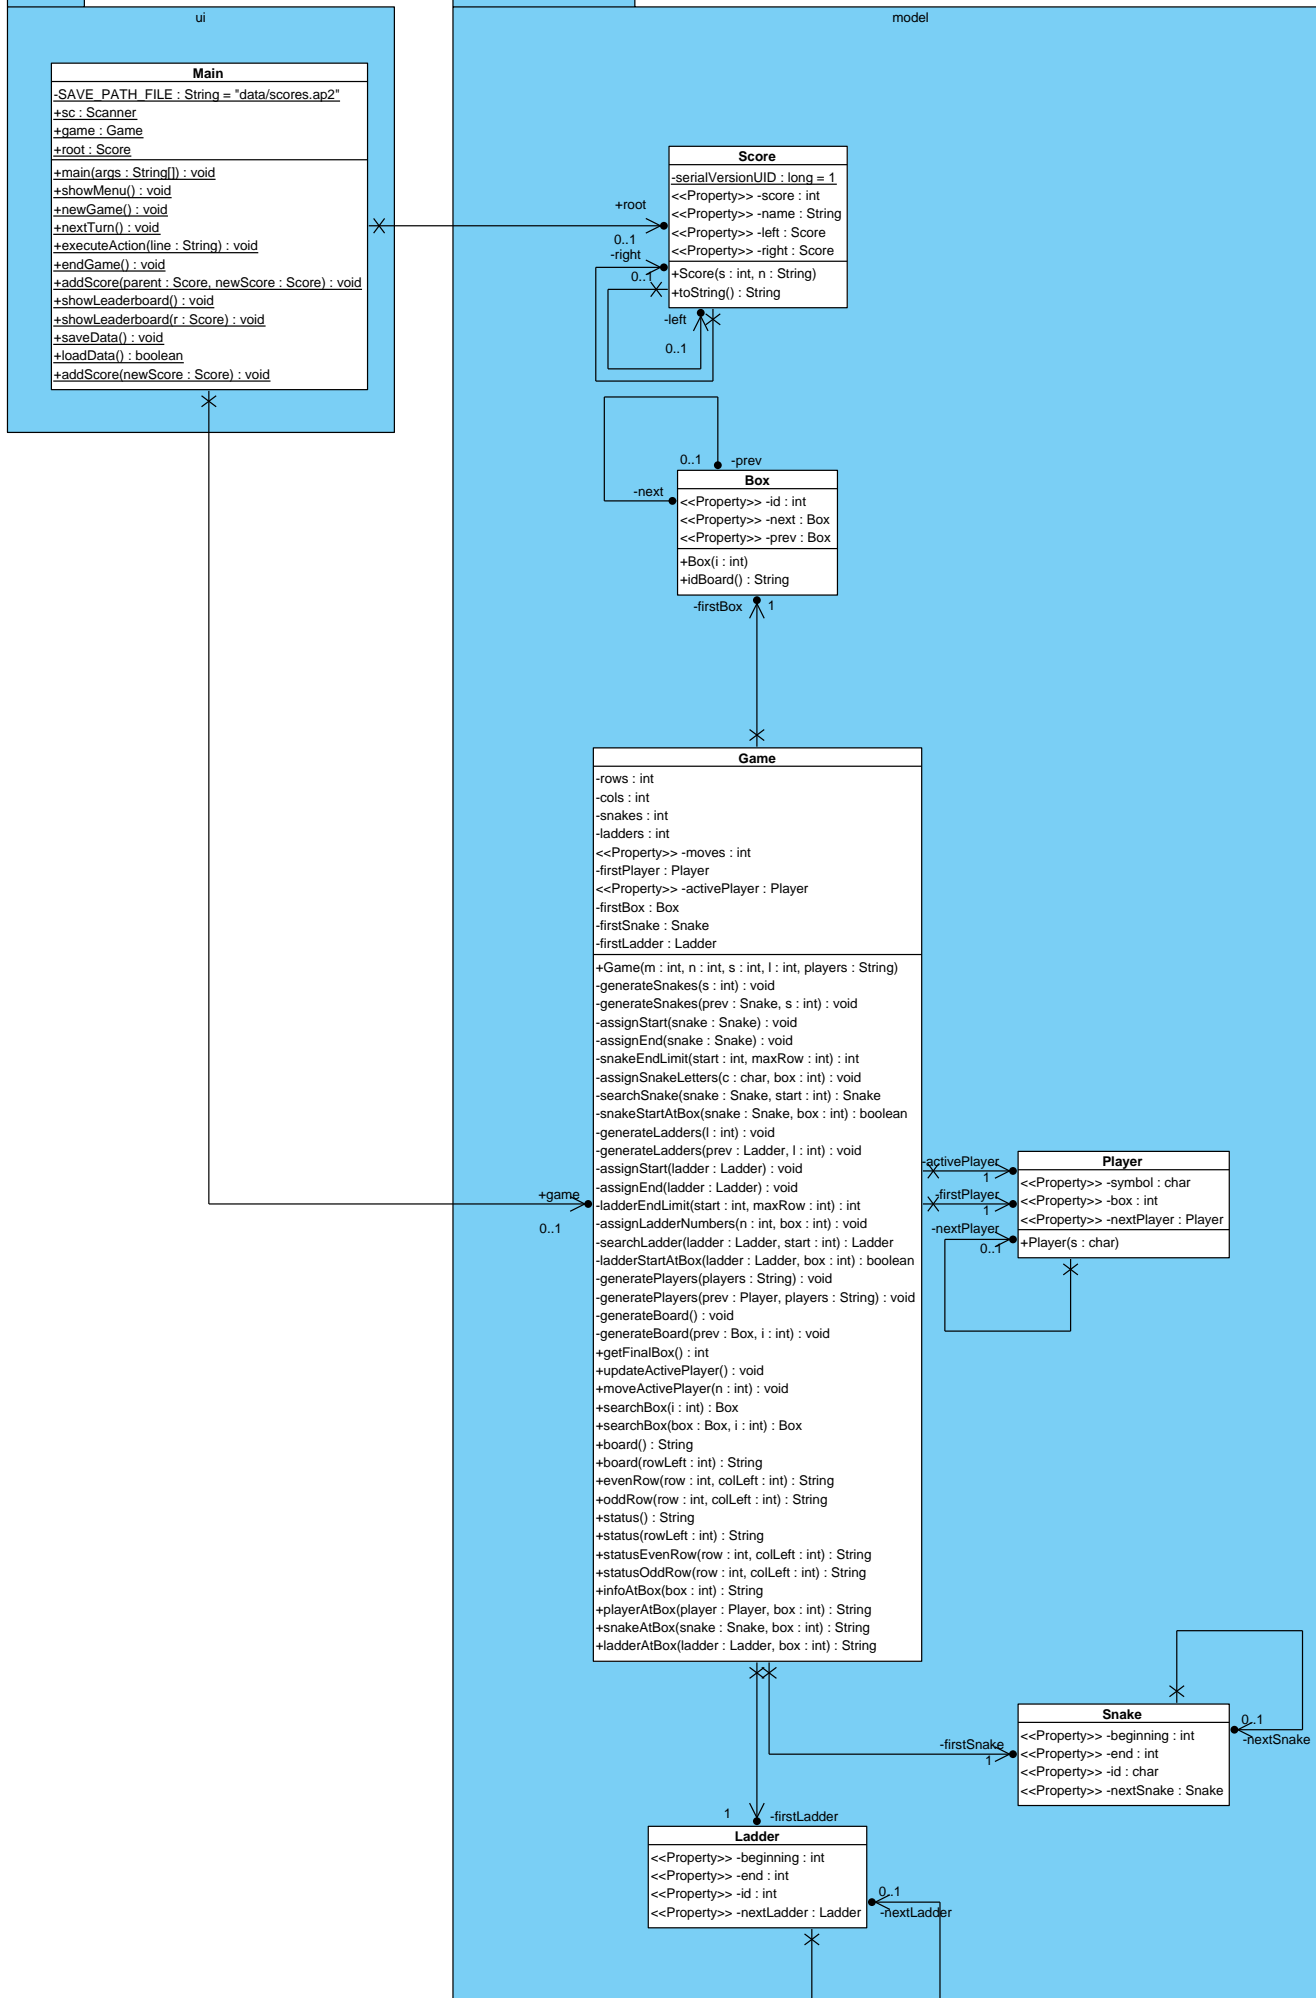 ui
Main
-SAVE_PATH_FILE : String = "data/scores.ap2"
+sc : Scanner
+game : Game
+root : Score
+main(args : String[]) : void
+showMenu() : void
+newGame() : void
+nextTurn() : void
+executeAction(line : String) : void
+endGame() : void
+addScore(parent : Score, newScore : Score) : void
+showLeaderboard() : void
+showLeaderboard(r : Score) : void
+saveData() : void
+loadData() : boolean
+addScore(newScore : Score) : void
model
Score
-serialVersionUID : long = 1
<<Property>> -score : int
<<Property>> -name : String
<<Property>> -left : Score
<<Property>> -right : Score
+Score(s : int, n : String)
+toString() : String
+root
0..1
-right
0..1
-left
0..1
0..1
-prev
-next
Box
<<Property>> -id : int
<<Property>> -next : Box
<<Property>> -prev : Box
+Box(i : int)
+idBoard() : String
-firstBox
1
Game
-rows : int
-cols : int
-snakes : int
-ladders : int
<<Property>> -moves : int
-firstPlayer : Player
<<Property>> -activePlayer : Player
-firstBox : Box
-firstSnake : Snake
-firstLadder : Ladder
+Game(m : int, n : int, s : int, l : int, players : String)
-generateSnakes(s : int) : void
-generateSnakes(prev : Snake, s : int) : void
-assignStart(snake : Snake) : void
-assignEnd(snake : Snake) : void
-snakeEndLimit(start : int, maxRow : int) : int
-assignSnakeLetters(c : char, box : int) : void
-searchSnake(snake : Snake, start : int) : Snake
-snakeStartAtBox(snake : Snake, box : int) : boolean
-generateLadders(l : int) : void
-generateLadders(prev : Ladder, l : int) : void
-assignStart(ladder : Ladder) : void
-assignEnd(ladder : Ladder) : void
-ladderEndLimit(start : int, maxRow : int) : int
-assignLadderNumbers(n : int, box : int) : void
-searchLadder(ladder : Ladder, start : int) : Ladder
-ladderStartAtBox(ladder : Ladder, box : int) : boolean
-generatePlayers(players : String) : void
-generatePlayers(prev : Player, players : String) : void
-generateBoard() : void
-generateBoard(prev : Box, i : int) : void
+getFinalBox() : int
+updateActivePlayer() : void
+moveActivePlayer(n : int) : void
+searchBox(i : int) : Box
+searchBox(box : Box, i : int) : Box
+board() : String
+board(rowLeft : int) : String
+evenRow(row : int, colLeft : int) : String
+oddRow(row : int, colLeft : int) : String
+status() : String
+status(rowLeft : int) : String
+statusEvenRow(row : int, colLeft : int) : String
+statusOddRow(row : int, colLeft : int) : String
+infoAtBox(box : int) : String
+playerAtBox(player : Player, box : int) : String
+snakeAtBox(snake : Snake, box : int) : String
+ladderAtBox(ladder : Ladder, box : int) : String
+game
0..1
-activePlayer
1
-firstPlayer
1
-nextPlayer
0..1
Player
<<Property>> -symbol : char
<<Property>> -box : int
<<Property>> -nextPlayer : Player
+Player(s : char)
-firstSnake
1
Snake
<<Property>> -beginning : int
<<Property>> -end : int
<<Property>> -id : char
<<Property>> -nextSnake : Snake
0..1
-nextSnake
1
-firstLadder
Ladder
<<Property>> -beginning : int
<<Property>> -end : int
<<Property>> -id : int
<<Property>> -nextLadder : Ladder
0..1
-nextLadder